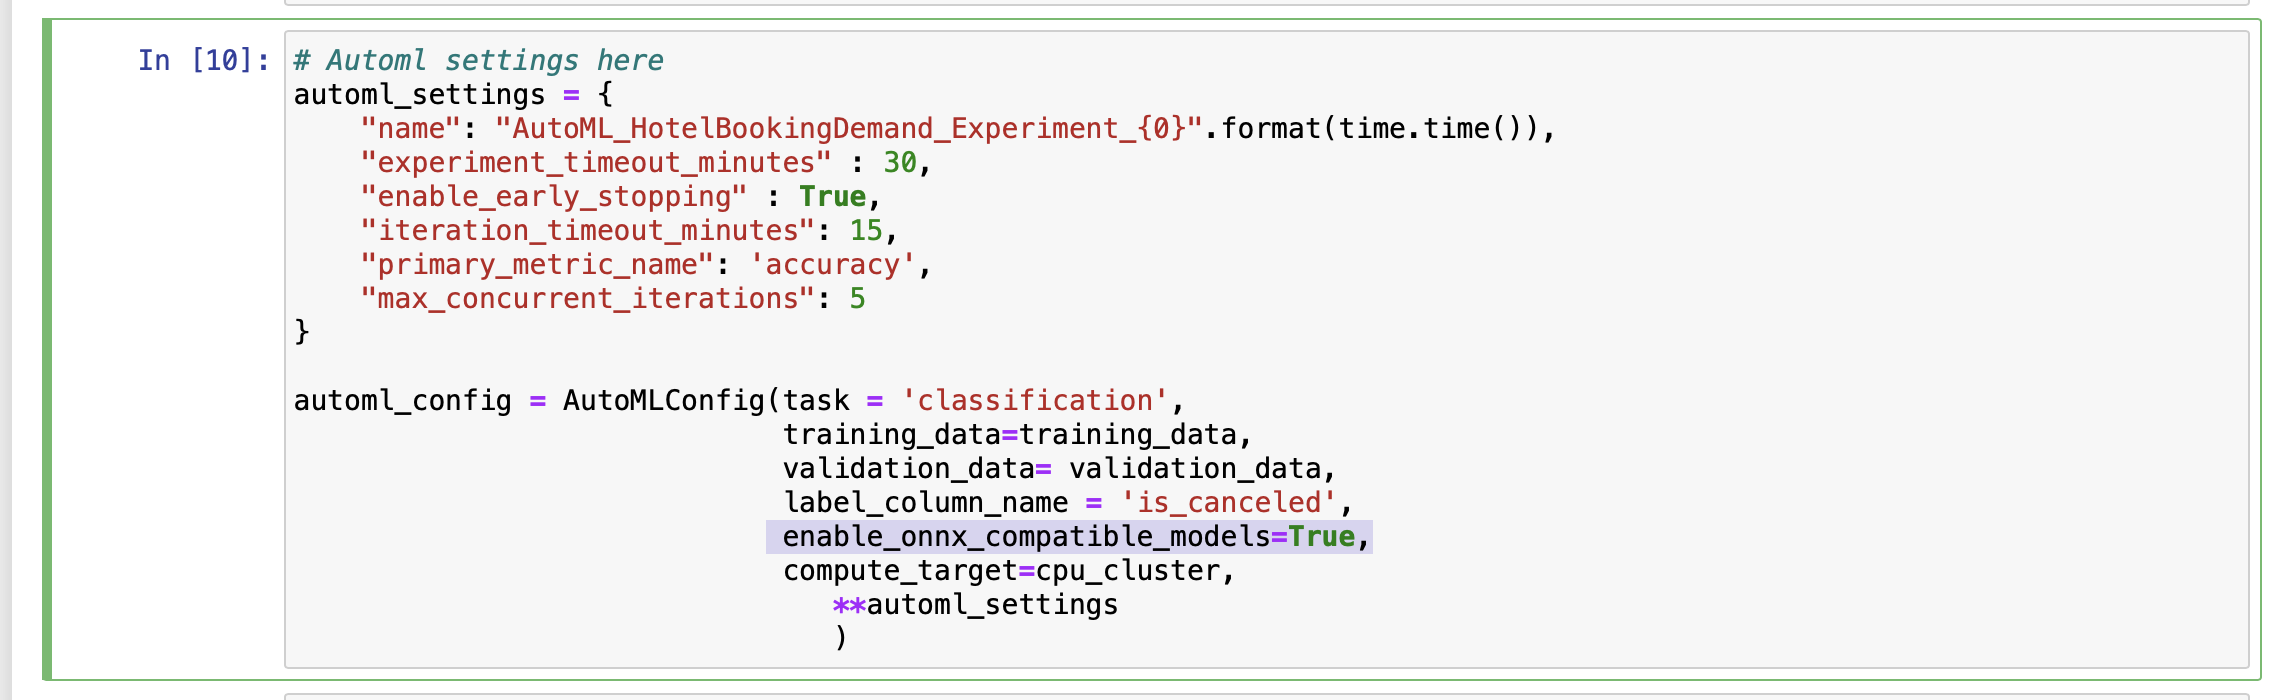 In [10]:
# Automl settings here
automl_settings = {
    "name": "AutoML_HotelBookingDemand_Experiment_{0}".format(time.time()),
    "experiment_timeout_minutes" : 30,
    "enable_early_stopping" : True,
    "iteration_timeout_minutes": 15,
    "primary_metric_name": 'accuracy',
    "max_concurrent_iterations": 5
}

automl_config = AutoMLConfig(task = 'classification',
                             training_data=training_data,
                             validation_data= validation_data,
                             label_column_name = 'is_canceled',
                             enable_onnx_compatible_models=True,
                             compute_target=cpu_cluster,
                                **automl_settings
                                )